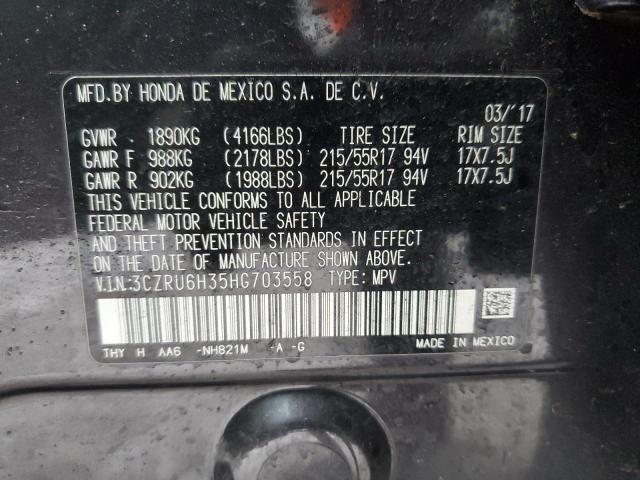 MFD.BY HONDA DE MEXICO S.A. DE C.V.
03/'17
GVWR - 1890KG (4166LBS) TIRE SIZE RIM SIZE
GAWR F 988KG (2178LBS) 215/55R17 94V 17X7.5J
GAWR R 902KG (1988LBS) 215/55R17 94V 17X7.5J
THIS VEHICLE CONFORMS TO ALL APPLICABLE
FEDERAL MOTOR VEHICLE SAFETY
AND THEFT PREVENTION STANDARDS IN EFFECT
ON THE DATE OF MANUFACTURE SHOWN ABOVE.
V.I.N:3CZRU6H35HG703558 TYPE: MPV
THY H AA6 -NH821M -A -G MADE IN MEXICO